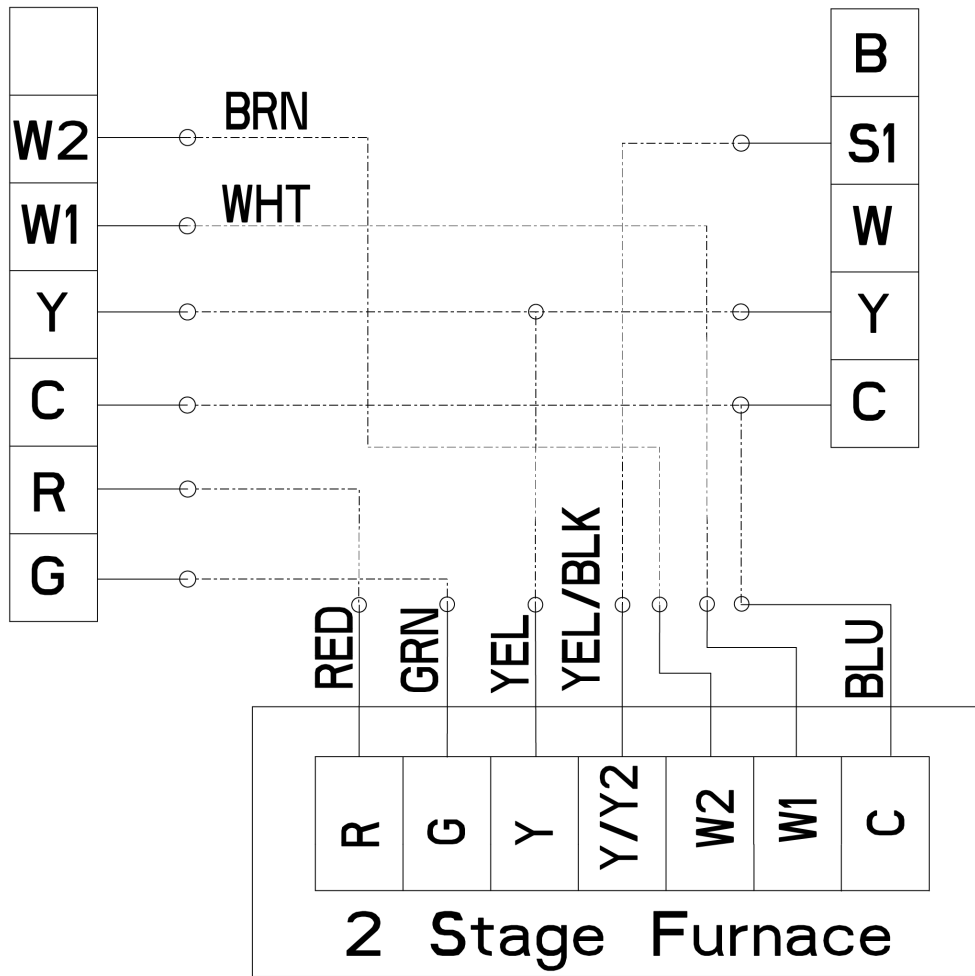 W2
W1
Y
C
R
G
BRN
WHT
B
S1
W
Y
C
RED
GRN
YEL
YEL/BLK
BLU
R
G
Y
Y/Y2
W2
W1
C
2 Stage Furnace